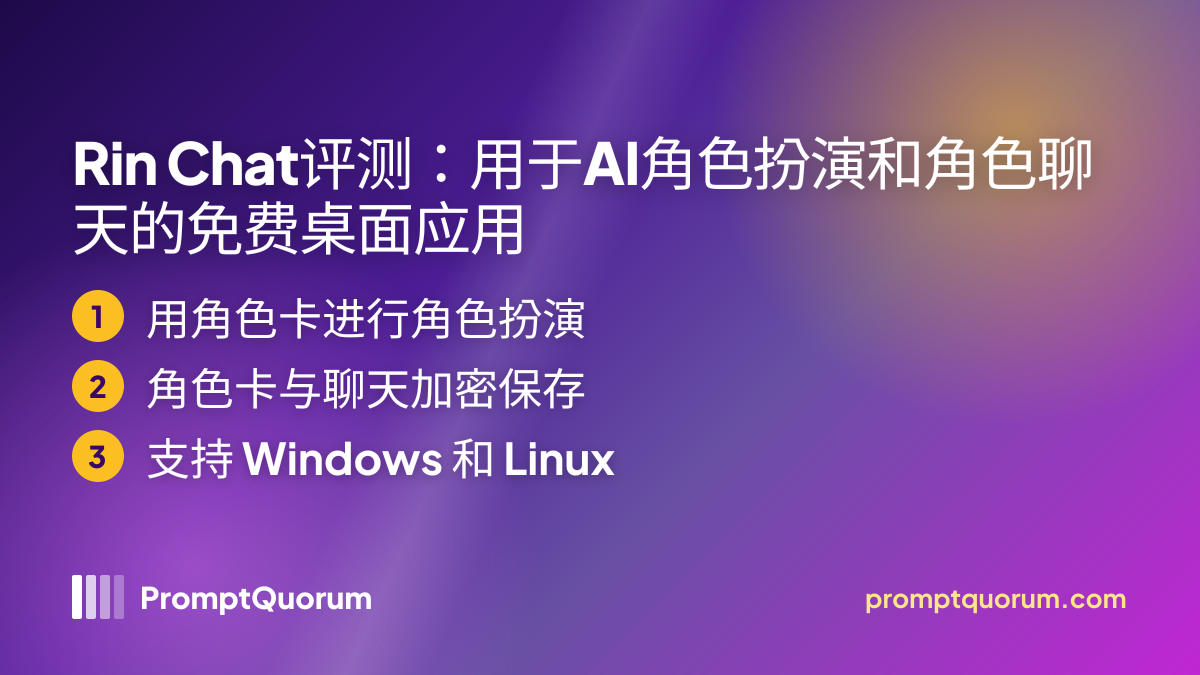 Rin Chat评测：用于AI角色扮演和角色聊
天的免费桌面应用
1 用角色卡进行角色扮演
2 角色卡与聊天加密保存
3 支持 Windows 和 Linux
PromptQuorum
promptquorum.com